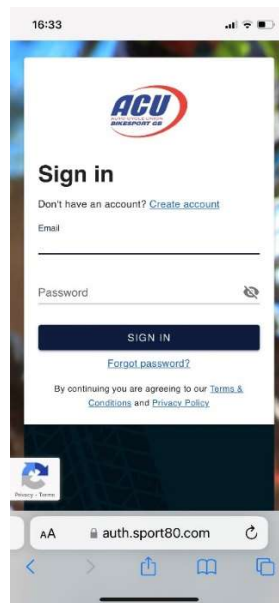 16:33
ACU
AUTO CYCLE UNION
BIKESPORT GB
Sign in
Don't have an account? Create account
Email
Password
SIGN IN
Forgot password?
By continuing you are agreeing to our Terms &
Conditions and Privacy Policy
Privacy - Terms
AA
auth.sport80.com